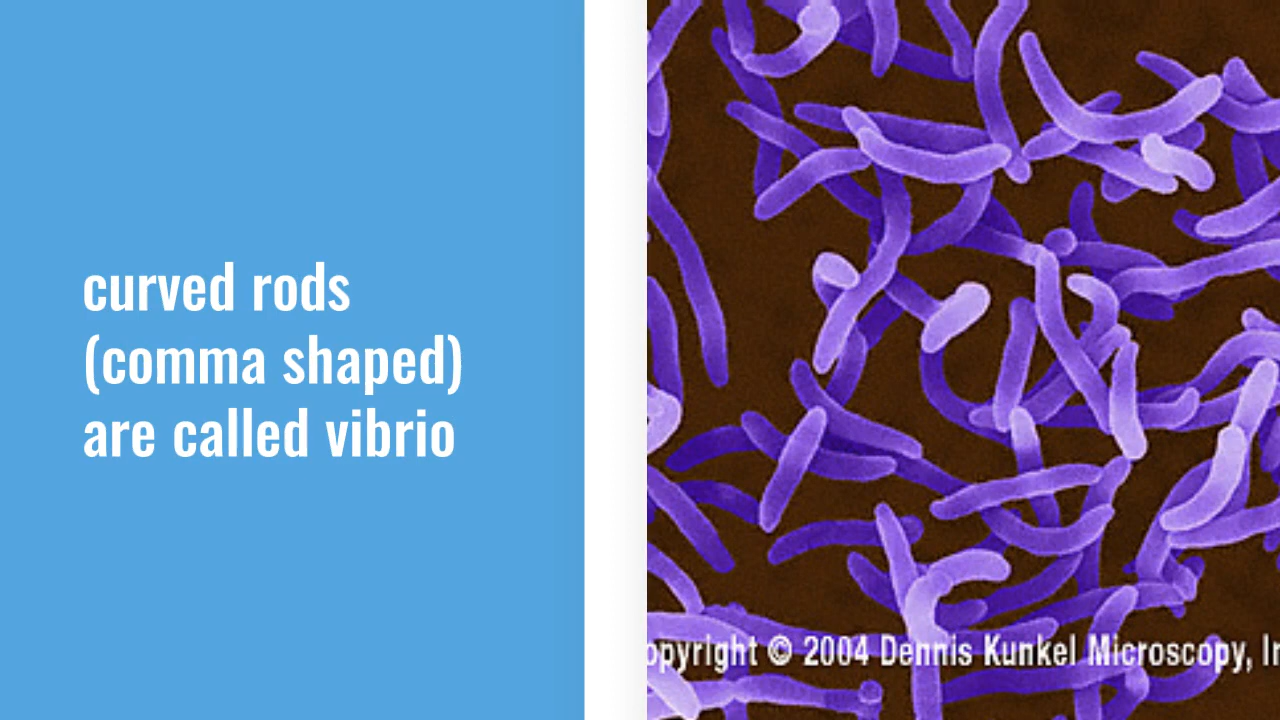 curved rods
(comma shaped)
are called vibrio
opyright © 2004 Dennis Kunkel Microscopy, In